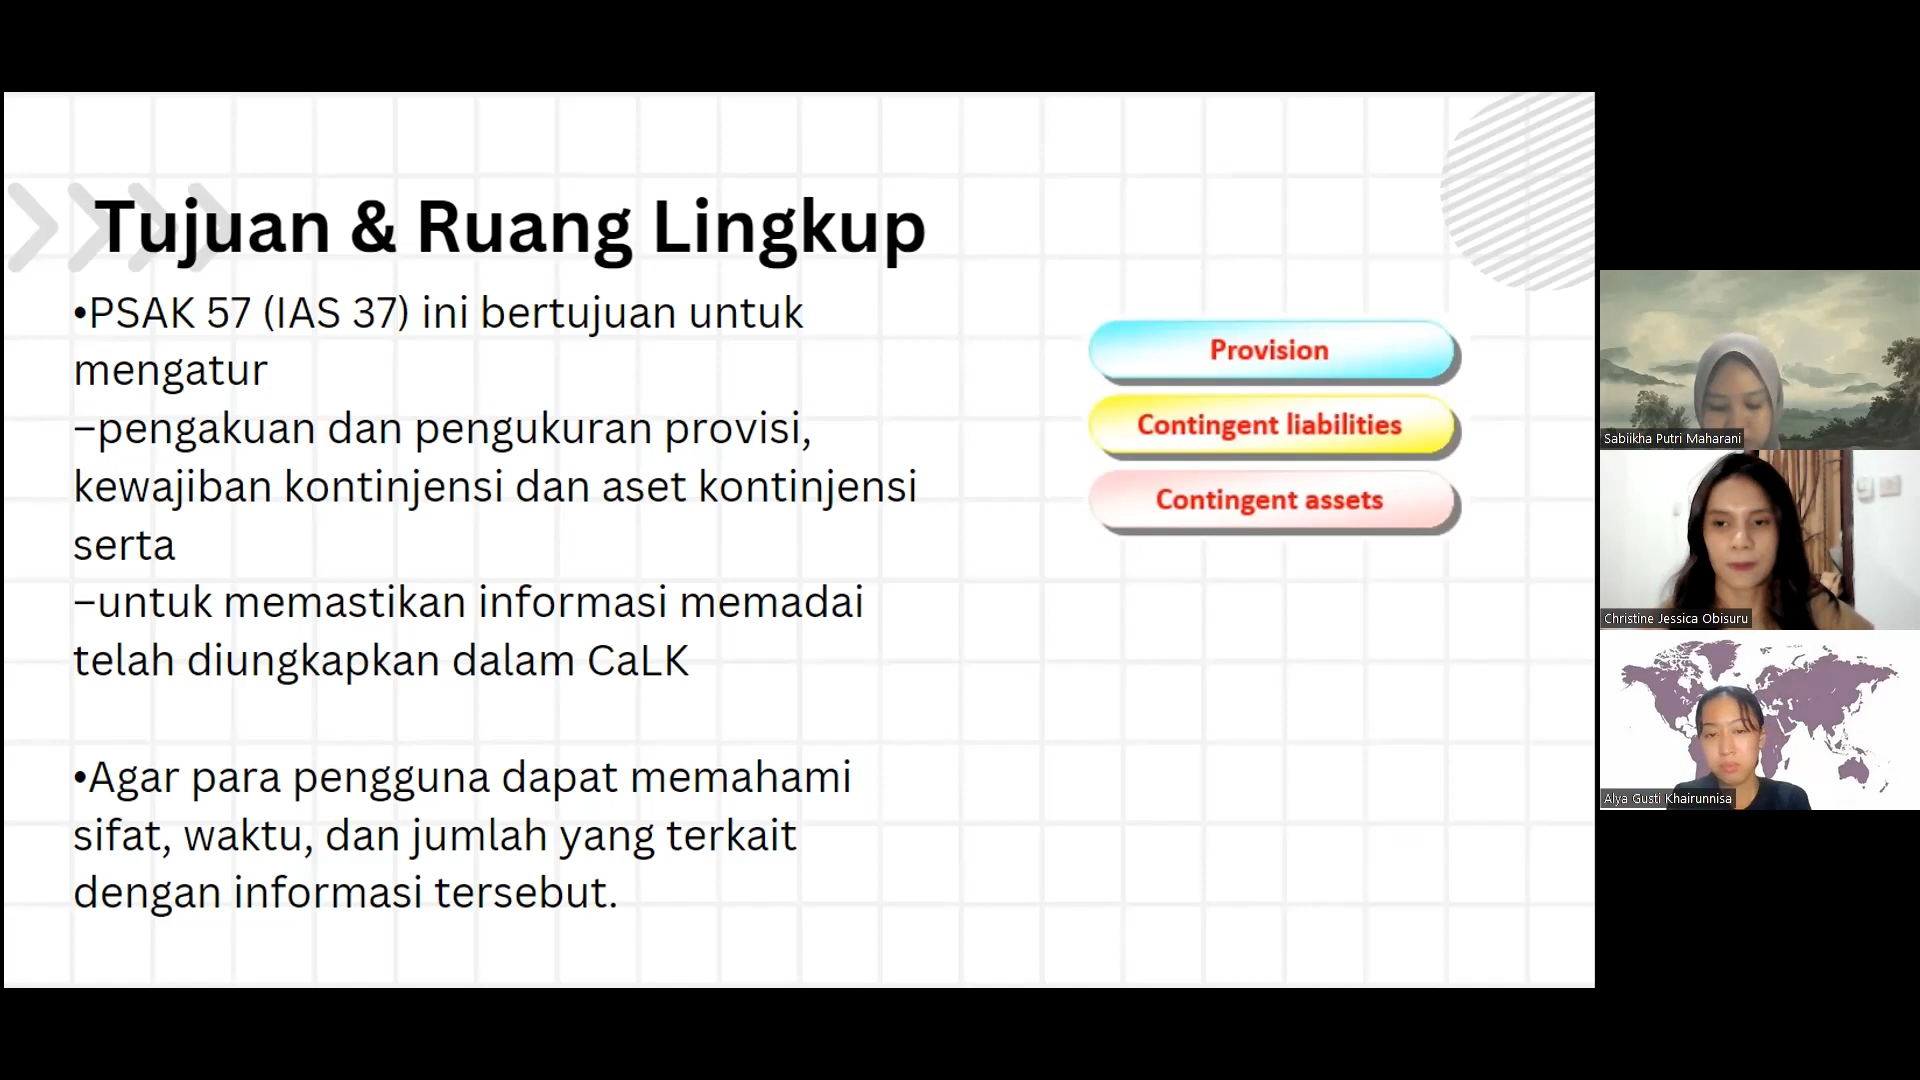 Tujuan & Ruang Lingkup
•PSAK 57 (IAS 37) ini bertujuan untuk
mengatur
–pengakuan dan pengukuran provisi,
kewajiban kontinjensi dan aset kontinjensi
serta
–untuk memastikan informasi memadai
telah diungkapkan dalam CaLK
•Agar para pengguna dapat memahami
sifat, waktu, dan jumlah yang terkait
dengan informasi tersebut.
Provision
Contingent liabilities
Contingent assets
Sabiikha Putri Maharani
Christine Jessica Obisuru
Alya Gusti Khairunnisa